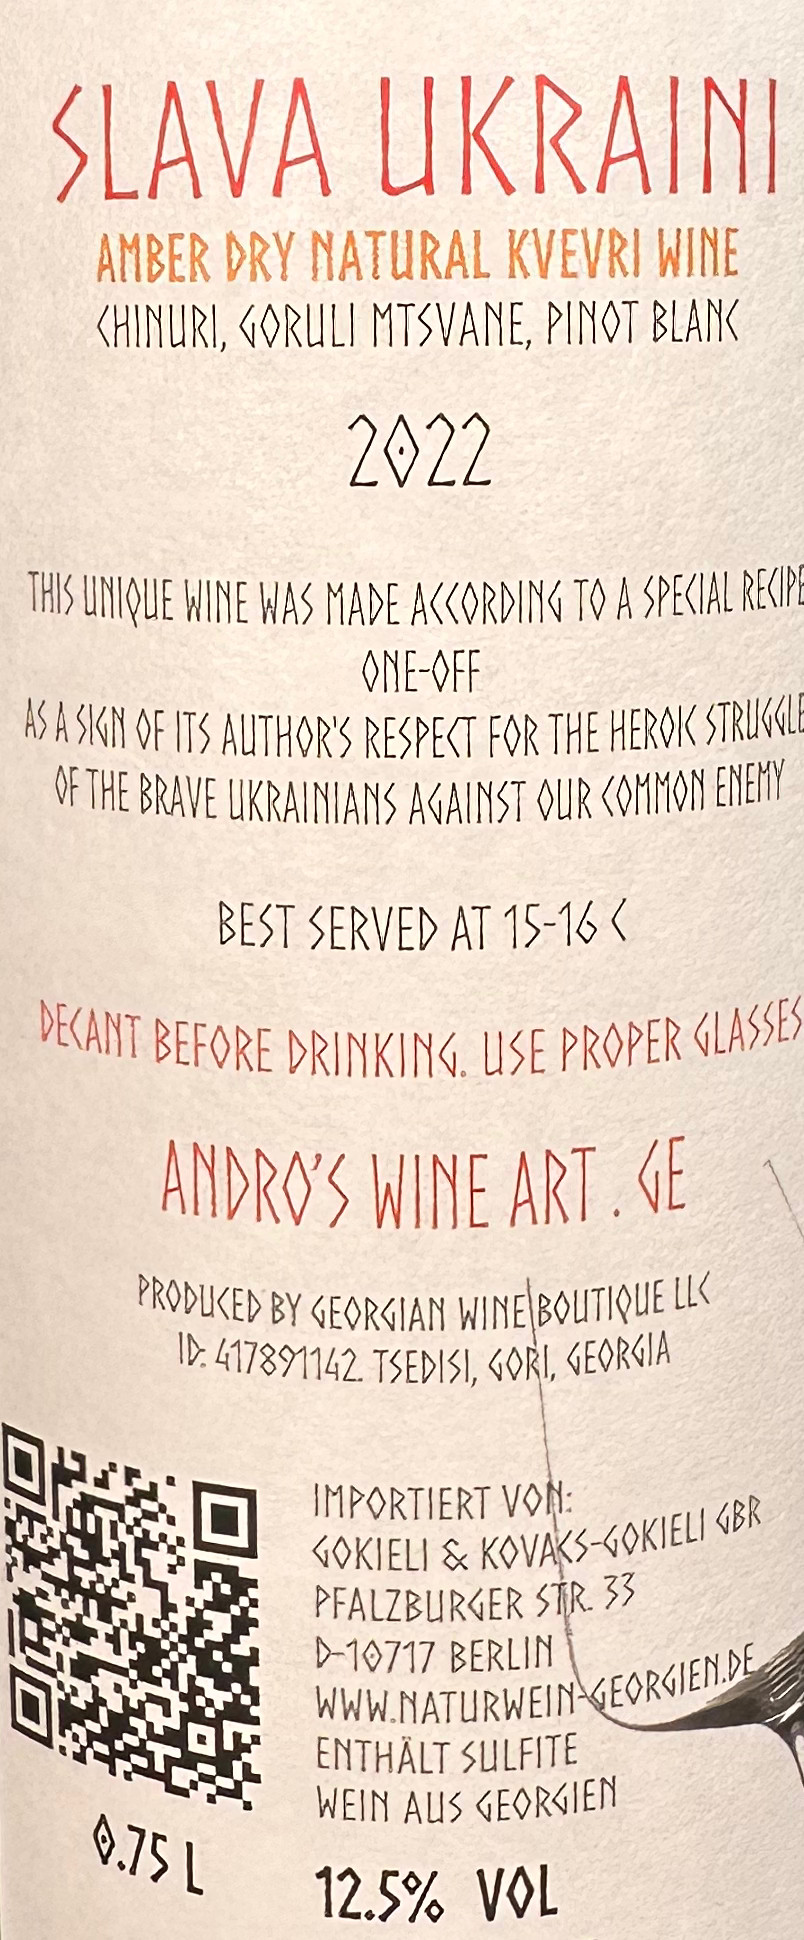 SLAVA UKRAINI
AMBER DRY NATURAL KVEVRI WINE
CHINURI, GORULI MTSVANE, PINOT BLANC
2022
THIS UNIQUE WINE WAS MADE ACCORDING TO A SPECIAL RECIPE
ONE-OFF
AS A SIGN OF ITS AUTHOR'S RESPECT FOR THE HEROIC STRUGGLE
OF THE BRAVE UKRAINIANS AGAINST OUR COMMON ENEMY
BEST SERVED AT 15-16 C
DECANT BEFORE DRINKING. USE PROPER GLASSES
ANDRO'S WINE ART . GE
PRODUCED BY GEORGIAN WINE BOUTIQUE LLC
ID: 417891142. TSEDISI, GORI, GEORGIA
IMPORTIERT VON:
GOKIELI & KOVACS-GOKIELI GBR
PFALZBURGER STR. 33
D-10717 BERLIN
WWW.NATURWEIN-GEORGIEN.DE
ENTHÄLT SULFITE
WEIN AUS GEORGIEN
0.75 L
12.5% VOL